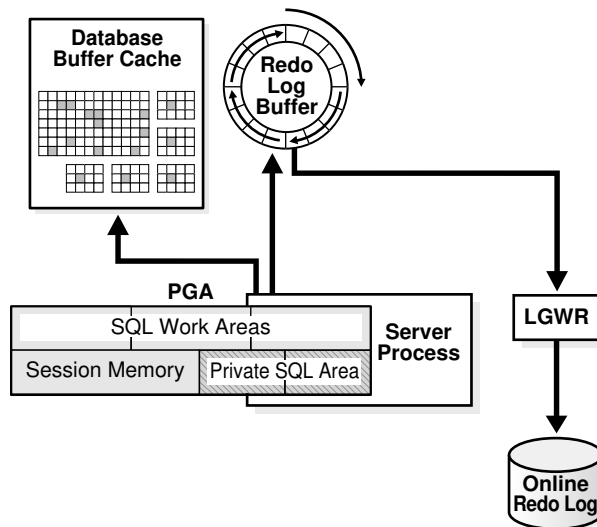 Database
Buffer Cache
Redo
Log
Buffer
PGA
SQL Work Areas
Server
Process
Session Memory
Private SQL Area
LGWR
Online
Redo Log